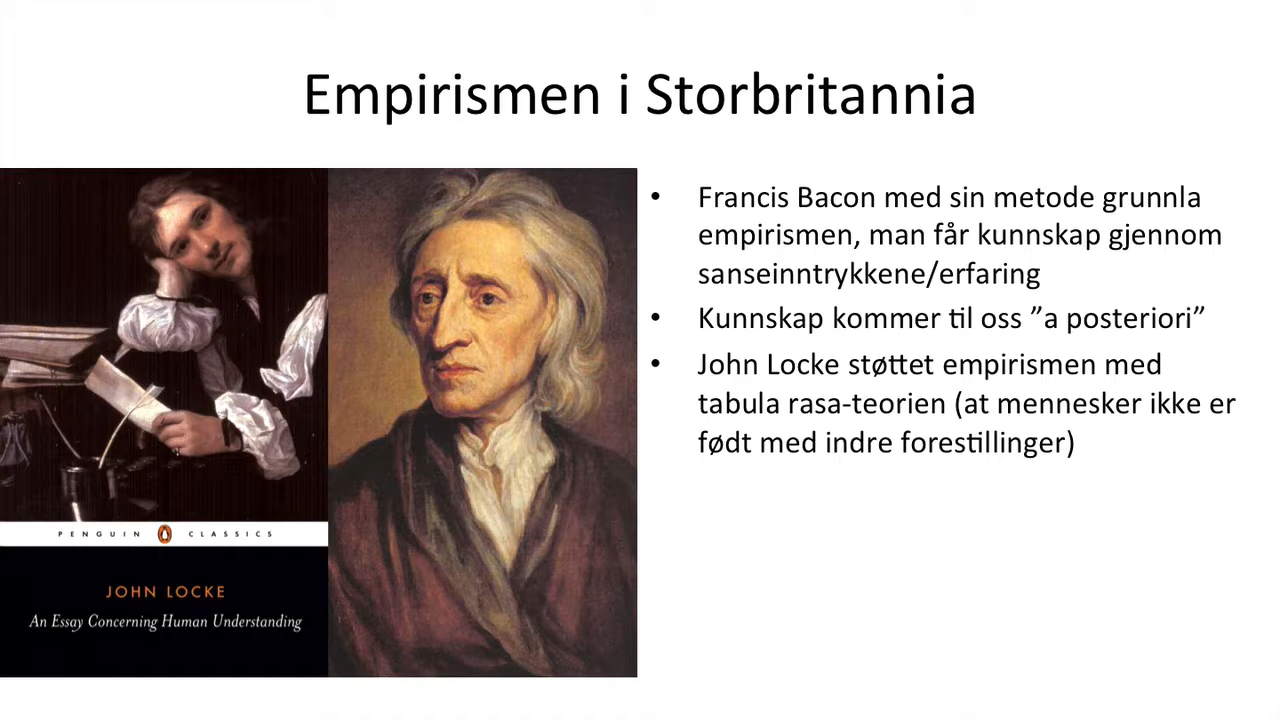 Empirismen i Storbritannia
• Francis Bacon med sin metode grunnla
empirismen, man får kunnskap gjennom
sanseinntrykkene/erfaring
• Kunnskap kommer til oss ”a posteriori”
• John Locke støttet empirismen med
tabula rasa-teorien (at mennesker ikke er
født med indre forestillinger)
PENGUIN CLASSICS
JOHN LOCKE
An Essay Concerning Human Understanding